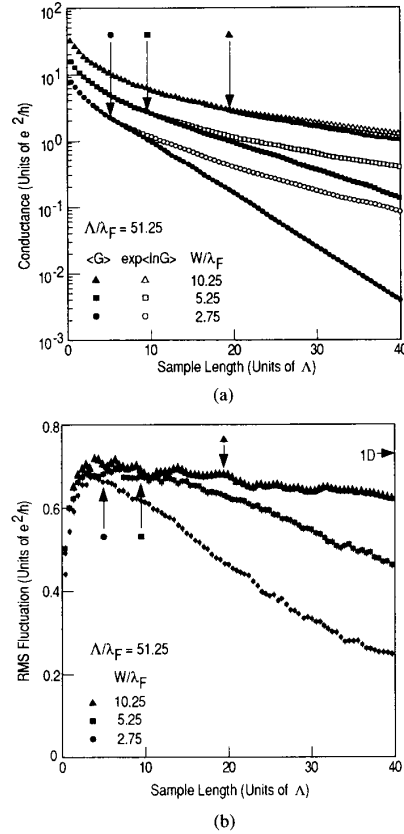 Conductance (Units of e²/h)
10²
10¹
10⁰
10⁻¹
10⁻²
10⁻³
Λ/λF = 51.25
<G> exp<lnG> W/λF
▲ △ 10.25
■ □ 5.25
● ○ 2.75
0 10 20 30 40
Sample Length (Units of Λ)
(a)
RMS Fluctuation (Units of e²/h)
0.8
0.6
0.4
0.2
0
1D
Λ/λF = 51.25
W/λF
▲ 10.25
■ 5.25
● 2.75
0 10 20 30 40
Sample Length (Units of Λ)
(b)